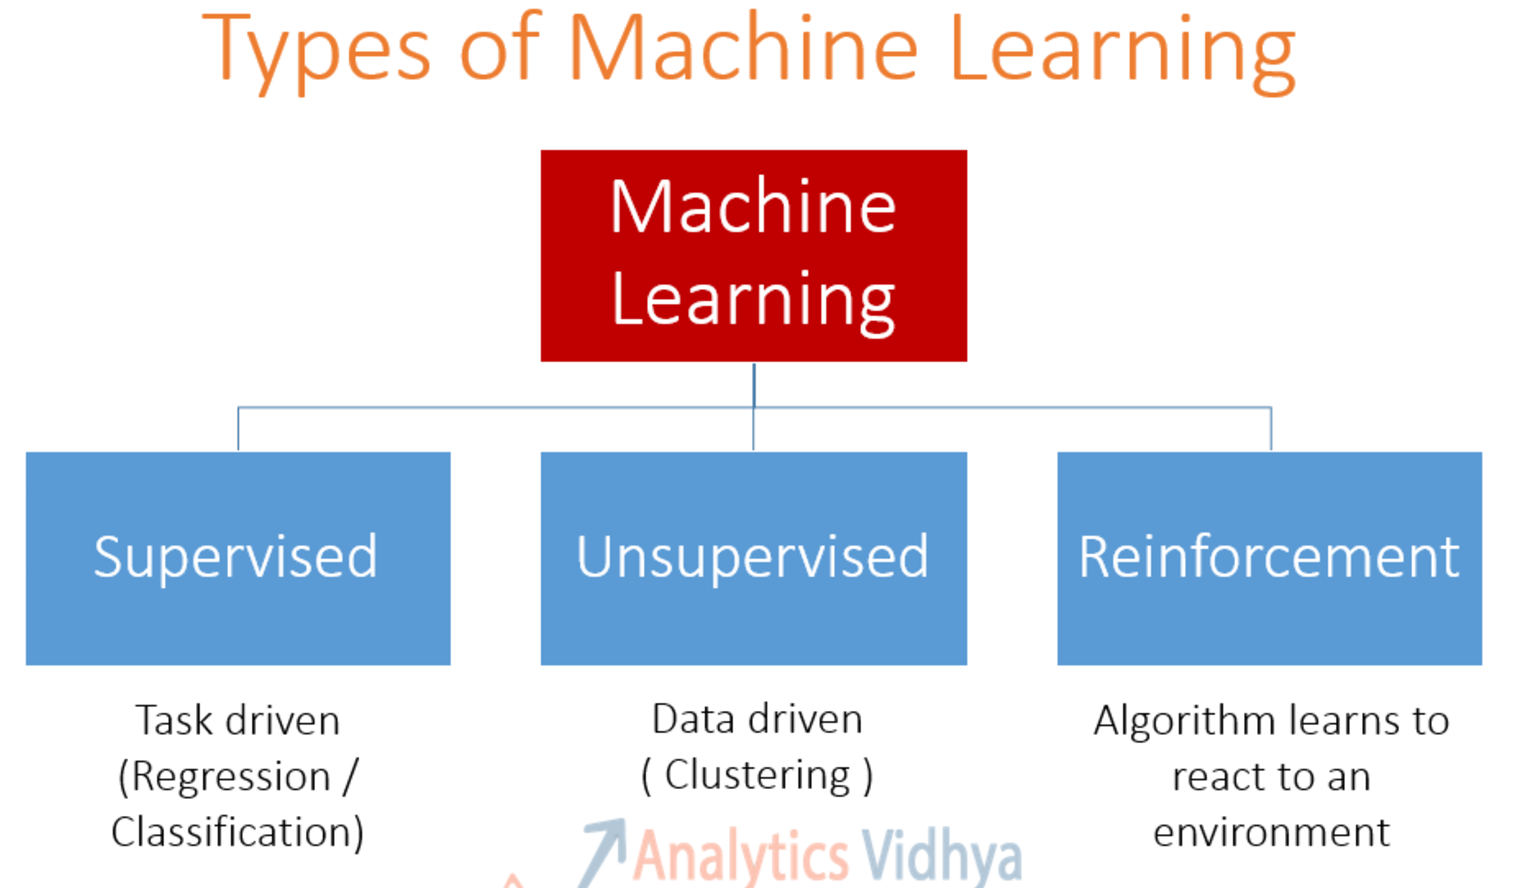 Types of Machine Learning
Machine
Learning
Supervised
Unsupervised
Reinforcement
Task driven
(Regression /
Classification)
Data driven
( Clustering )
Algorithm learns to
react to an
environment
Analytics Vidhya